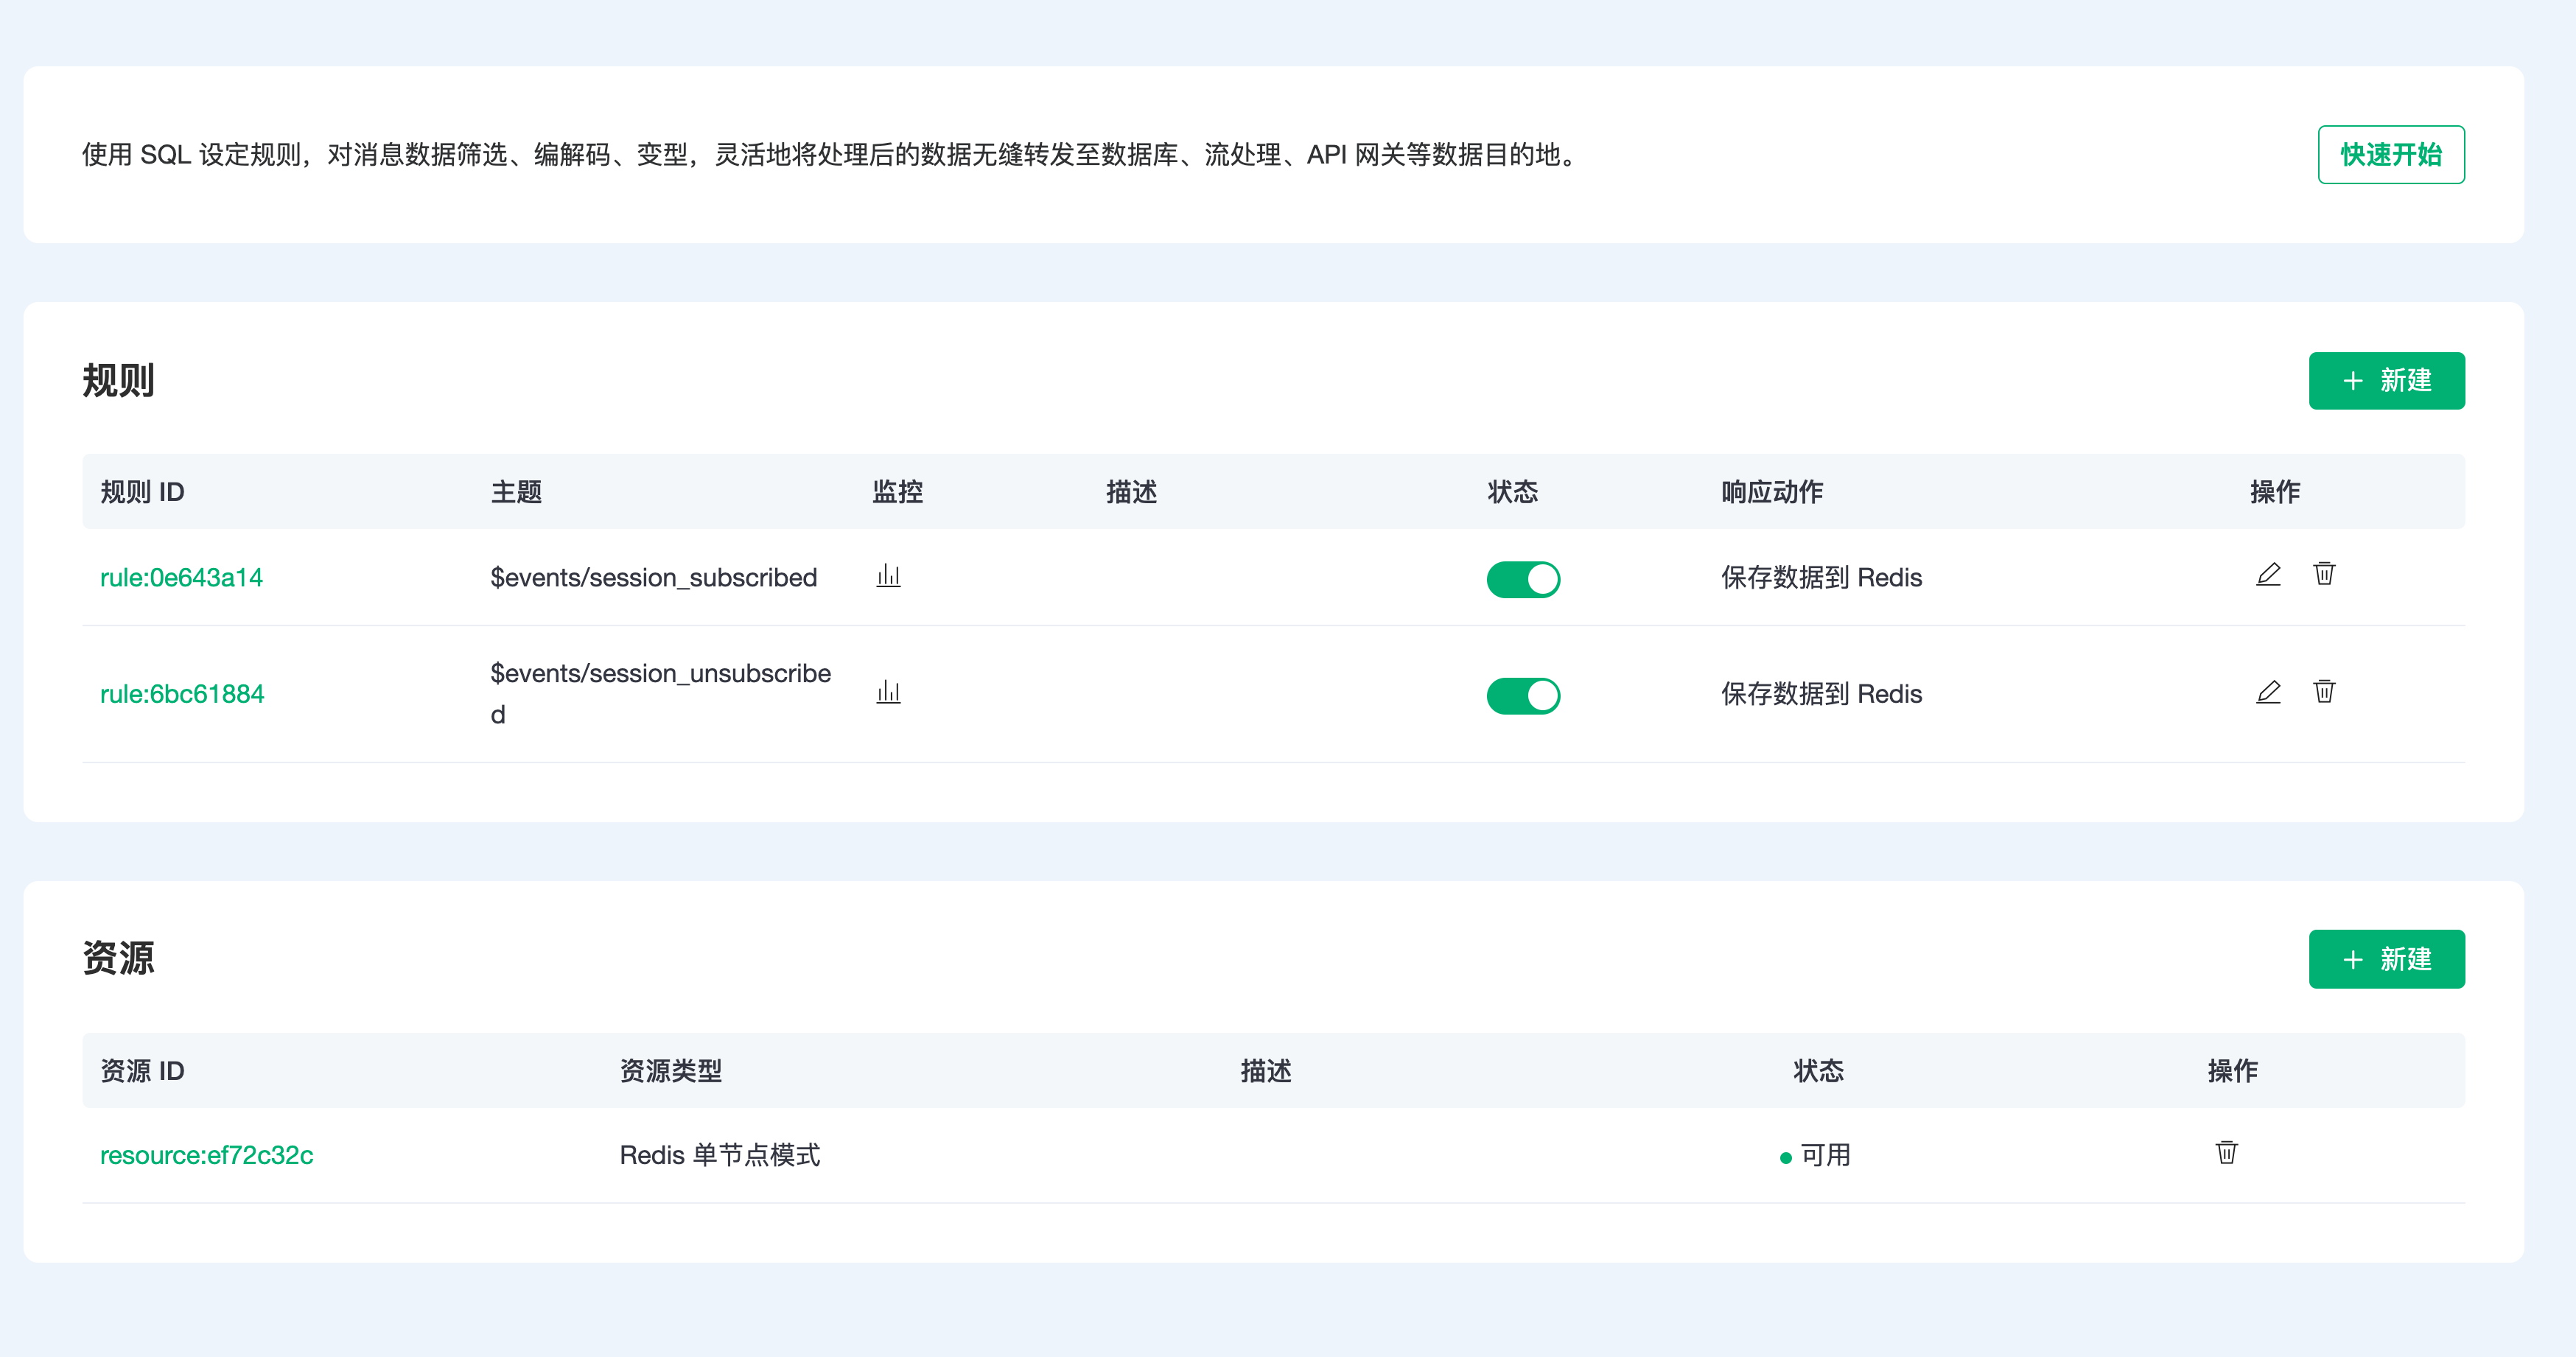 使用 SQL 设定规则，对消息数据筛选、编解码、变型，灵活地将处理后的数据无缝转发至数据库、流处理、API 网关等数据目的地。
快速开始
规则
+ 新建
规则 ID 主题 监控 描述 状态 响应动作 操作
rule:0e643a14 $events/session_subscribed 保存数据到 Redis
rule:6bc61884 $events/session_unsubscribe 保存数据到 Redis
d
资源
+ 新建
资源 ID 资源类型 描述 状态 操作
resource:ef72c32c Redis 单节点模式 可用